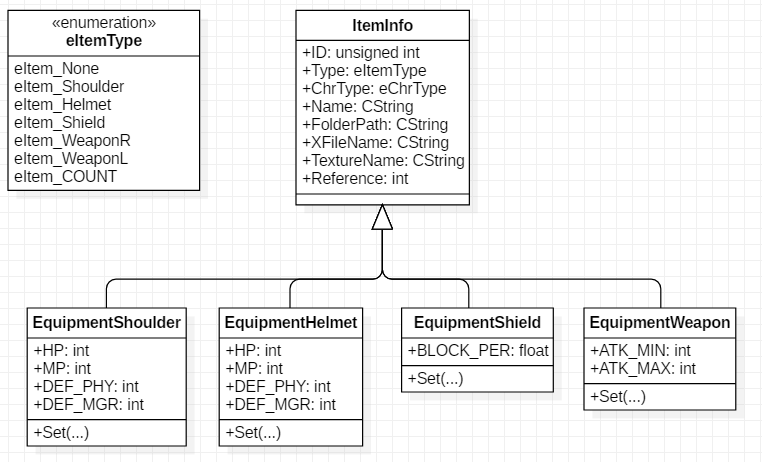 «enumeration»
eItemType
eItem_None
eItem_Shoulder
eItem_Helmet
eItem_Shield
eItem_WeaponR
eItem_WeaponL
eItem_COUNT
ItemInfo
+ID: unsigned int
+Type: eItemType
+ChrType: eChrType
+Name: CString
+FolderPath: CString
+XFileName: CString
+TextureName: CString
+Reference: int
EquipmentShoulder
+HP: int
+MP: int
+DEF_PHY: int
+DEF_MGR: int
+Set(...)
EquipmentHelmet
+HP: int
+MP: int
+DEF_PHY: int
+DEF_MGR: int
+Set(...)
EquipmentShield
+BLOCK_PER: float
+Set(...)
EquipmentWeapon
+ATK_MIN: int
+ATK_MAX: int
+Set(...)